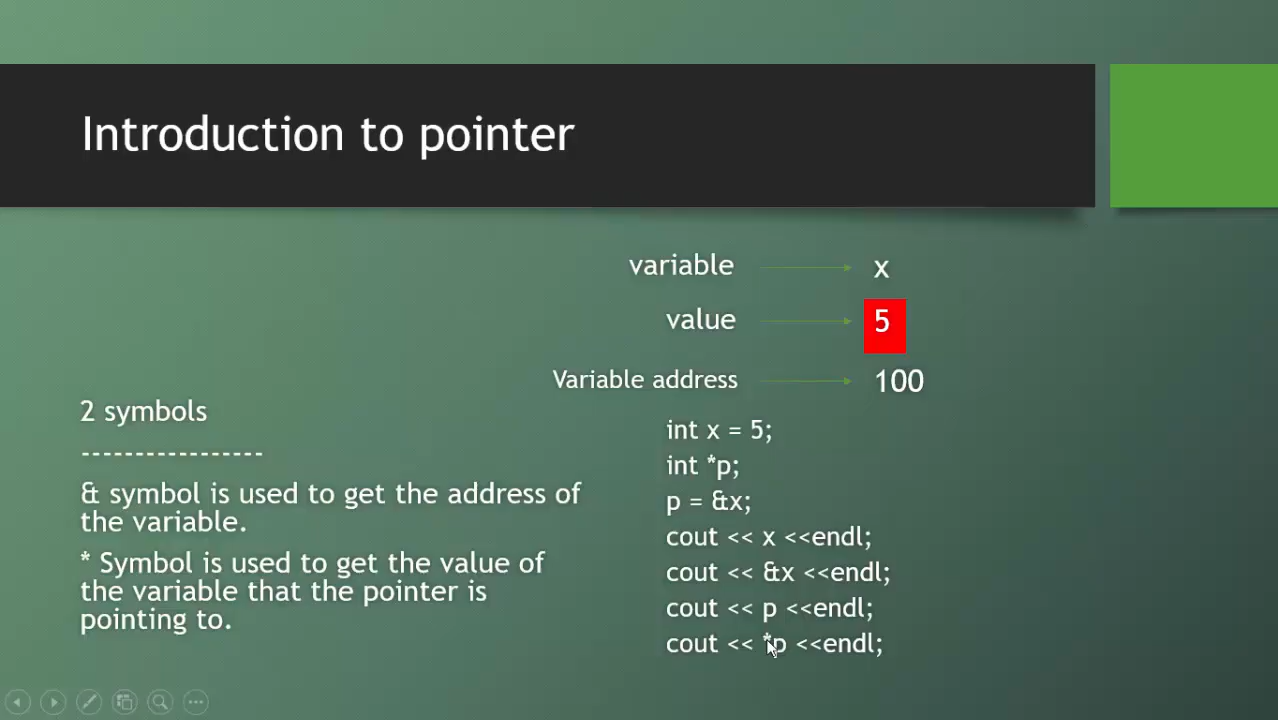 Introduction to pointer
variable x
value 5
Variable address 100
2 symbols
-----------------
& symbol is used to get the address of
the variable.
* Symbol is used to get the value of
the variable that the pointer is
pointing to.
int x = 5;
int *p;
p = &x;
cout << x <<endl;
cout << &x <<endl;
cout << p <<endl;
cout << *p <<endl;